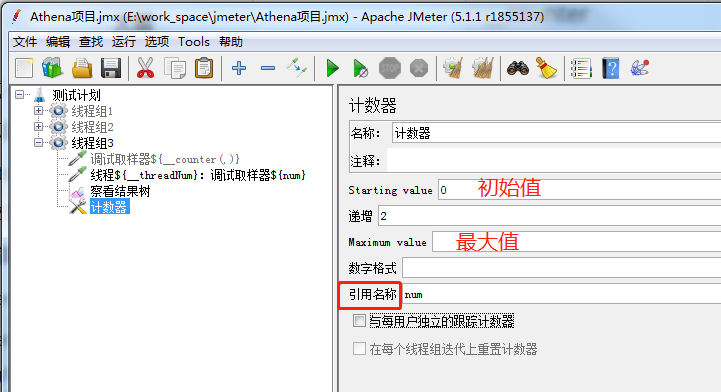 Athena项目.jmx (E:\work_space\jmeter\Athena项目.jmx) - Apache JMeter (5.1.1 r1855137)
文件 编辑 查找 运行 选项 Tools 帮助
测试计划
线程组1
线程组2
线程组3
调试取样器${__counter(,)}
线程${__threadNum}: 调试取样器${num}
察看结果树
计数器
计数器
名称: 计数器
注释:
Starting value 0 初始值
递增 2
Maximum value 最大值
数字格式
引用名称 num
与每用户独立的跟踪计数器
在每个线程组迭代上重置计数器